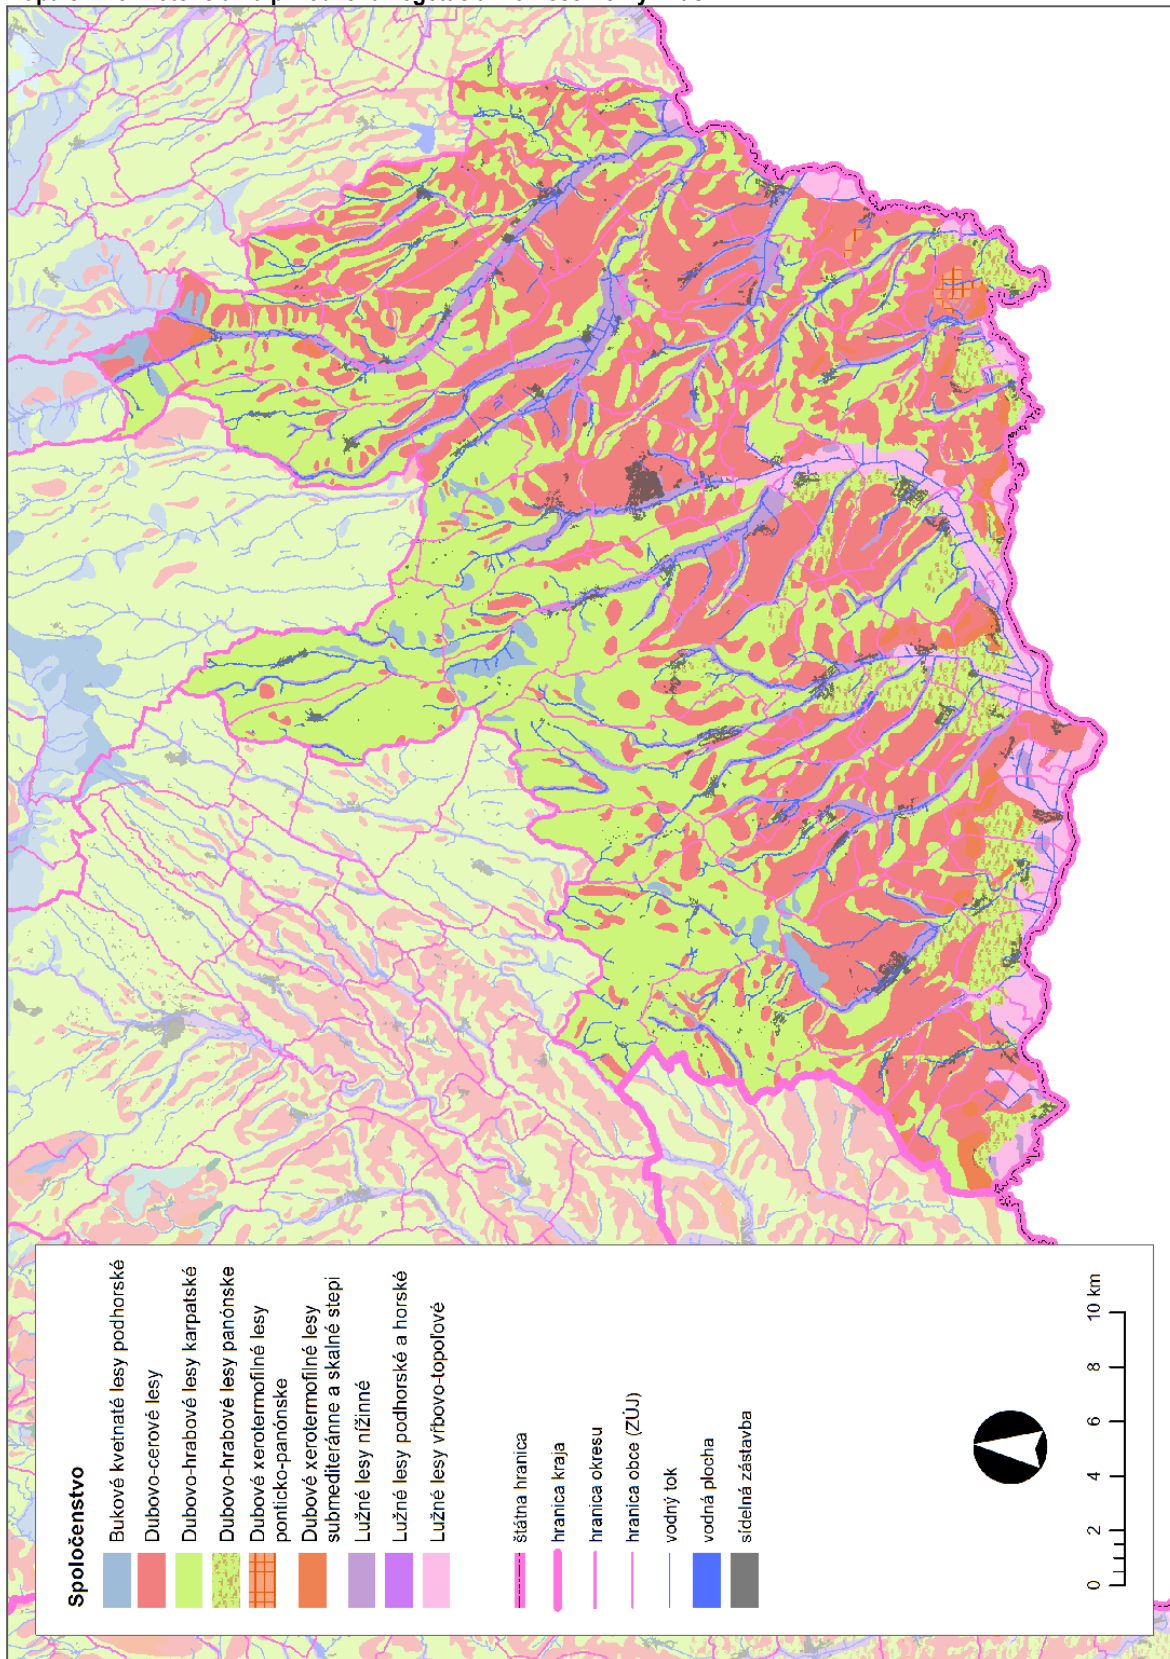 Spoločenstvo
Bukové kvetnaté lesy podhorské
Dubovo-cerové lesy
Dubovo-hrabové lesy karpatské
Dubovo-hrabové lesy panónske
Dubové xerotermofilné lesy
ponticko-panónske
Dubové xerotermofilné lesy
submediteránne a skalné stepi
Lužné lesy nížinné
Lužné lesy podhorské a horské
Lužné lesy vŕbovo-topoľové
štátna hranica
hranica kraja
hranica okresu
hranica obce (ZÚJ)
vodný tok
vodná plocha
sídelná zástavba
0 2 4 6 8 10 km